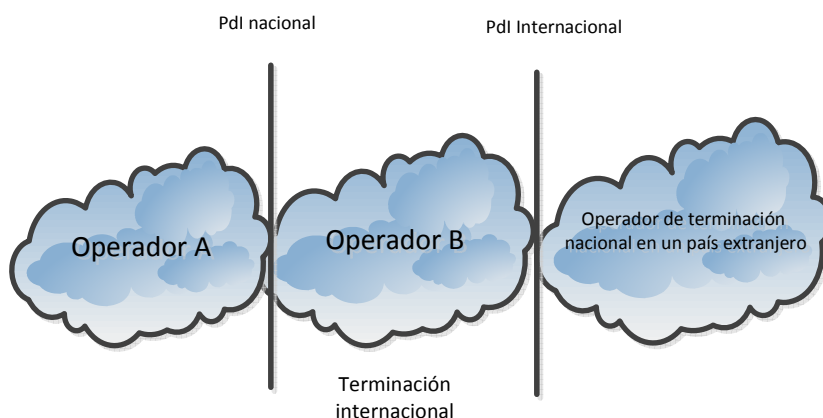 PdI nacional
PdI Internacional
Operador A
Operador B
Operador de terminación
nacional en un país extranjero
Terminación
internacional